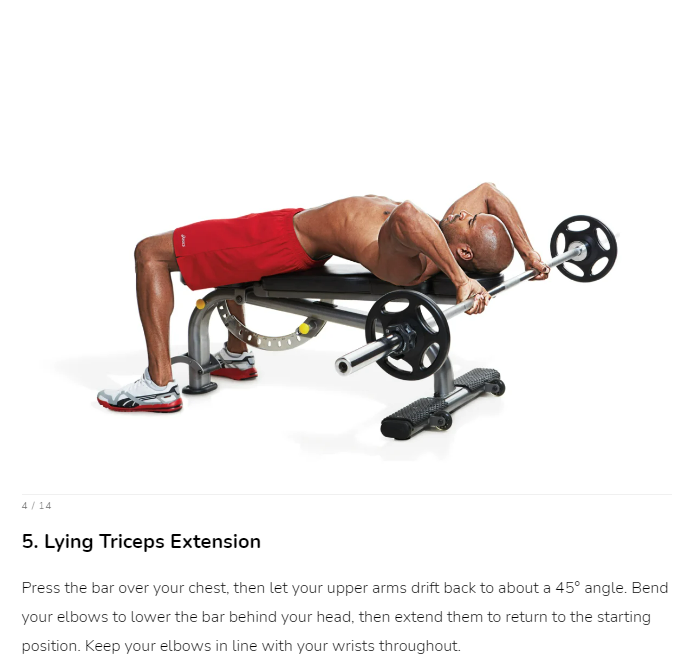 4 / 14
5. Lying Triceps Extension
Press the bar over your chest, then let your upper arms drift back to about a 45° angle. Bend
your elbows to lower the bar behind your head, then extend them to return to the starting
position. Keep your elbows in line with your wrists throughout.